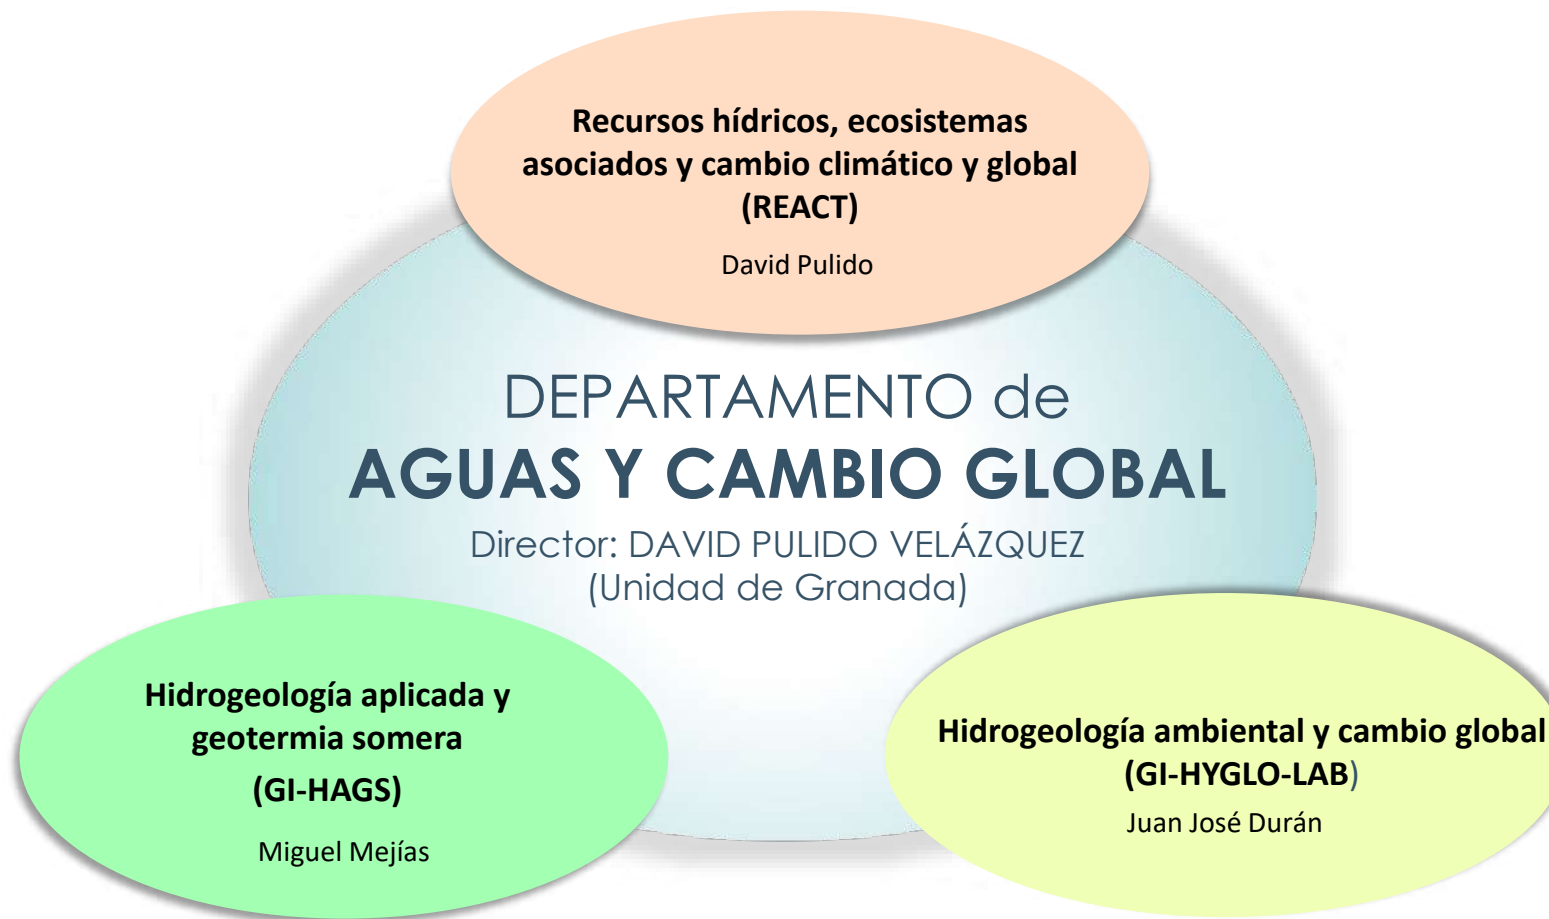 Recursos hídricos, ecosistemas
asociados y cambio climático y global
(REACT)
David Pulido
DEPARTAMENTO de
AGUAS Y CAMBIO GLOBAL
Director: DAVID PULIDO VELÁZQUEZ
(Unidad de Granada)
Hidrogeología aplicada y
geotermia somera
(GI-HAGS)
Miguel Mejías
Hidrogeología ambiental y cambio global
(GI-HYGLO-LAB)
Juan José Durán